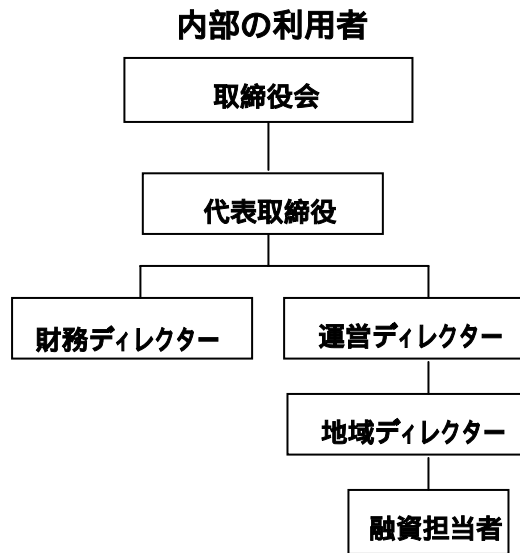 内部の利用者
取締役会
代表取締役
財務ディレクター
運営ディレクター
地域ディレクター
融資担当者